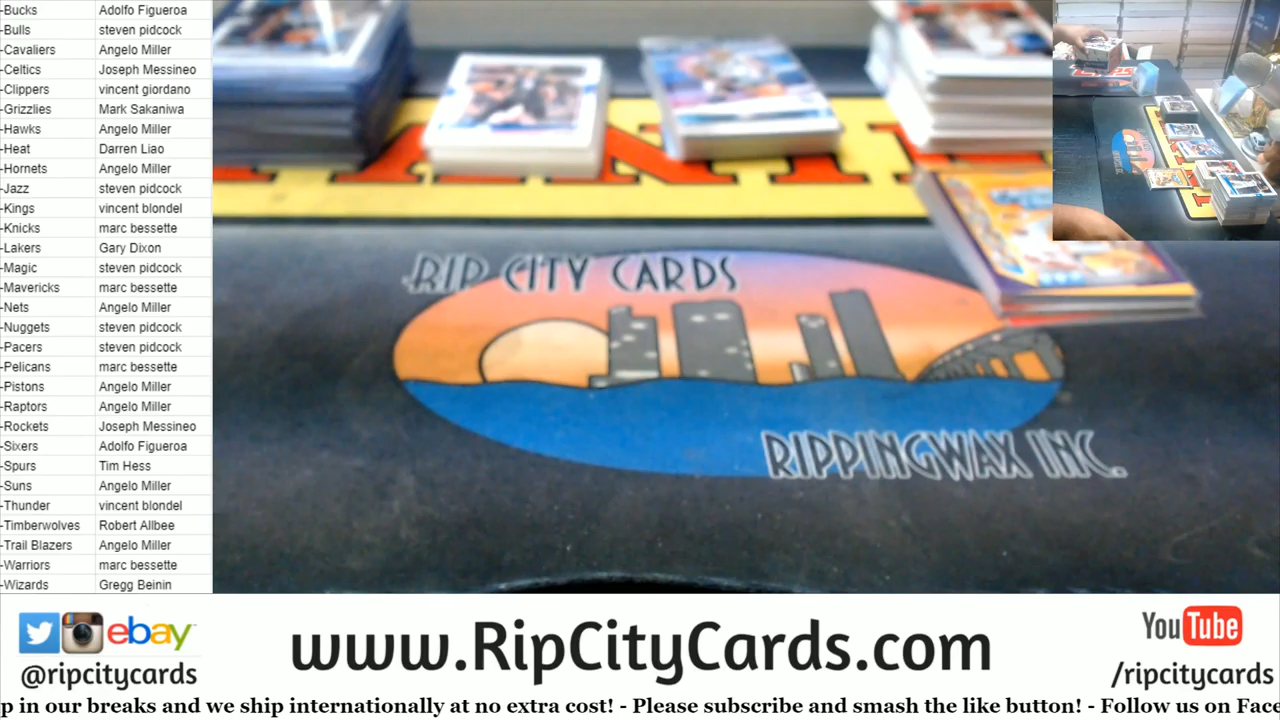 -Bucks Adolfo Figueroa
-Bulls steven pidcock
-Cavaliers Angelo Miller
-Celtics Joseph Messineo
-Clippers vincent giordano
-Grizzlies Mark Sakaniwa
-Hawks Angelo Miller
-Heat Darren Liao
-Hornets Angelo Miller
-Jazz steven pidcock
-Kings vincent blondel
-Knicks marc bessette
-Lakers Gary Dixon
-Magic steven pidcock
-Mavericks marc bessette
-Nets Angelo Miller
-Nuggets steven pidcock
-Pacers steven pidcock
-Pelicans marc bessette
-Pistons Angelo Miller
-Raptors Angelo Miller
-Rockets Joseph Messineo
-Sixers Adolfo Figueroa
-Spurs Tim Hess
-Suns Angelo Miller
-Thunder vincent blondel
-Timberwolves Robert Allbee
-Trail Blazers Angelo Miller
-Warriors marc bessette
-Wizards Gregg Beinin
RIP CITY CARDS
RIPPINGWAX INC.
ebay
@ripcitycards
www.RipCityCards.com
YouTube
/ripcitycards
p in our breaks and we ship internationally at no extra cost! - Please subscribe and smash the like button! - Follow us on Face